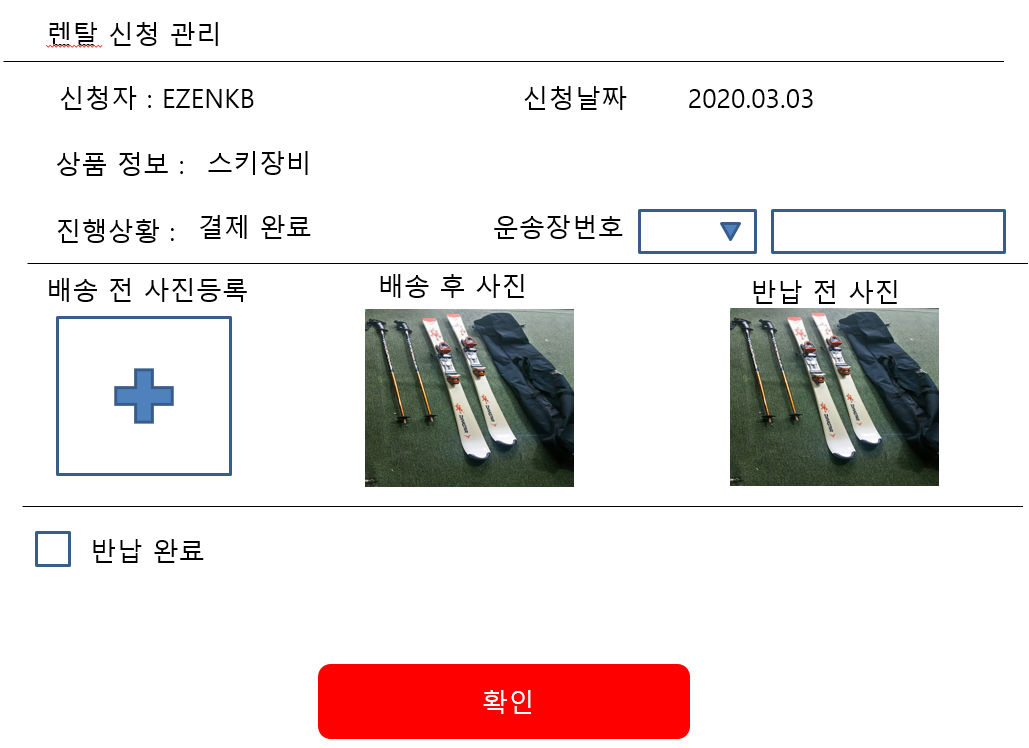 렌탈 신청 관리
신청자 : EZENKB 신청날짜 2020.03.03
상품 정보 : 스키장비
진행상황 : 결제 완료 운송장번호
배송 전 사진등록 배송 후 사진 반납 전 사진
반납 완료
확인